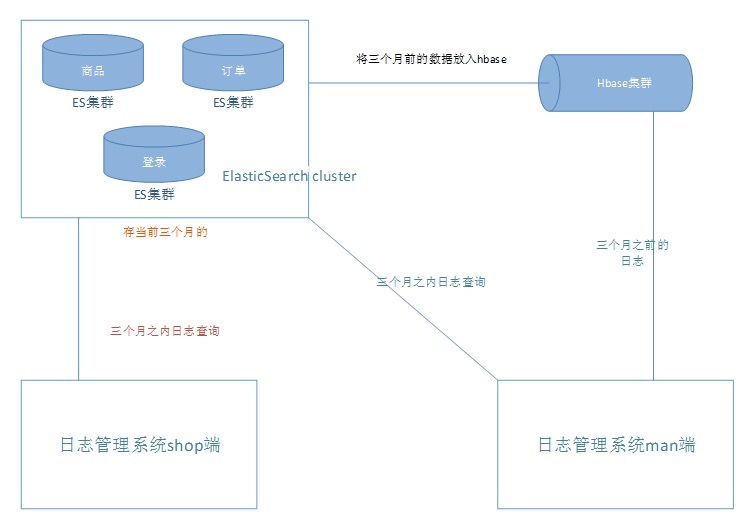 商品
订单
ES集群
ES集群
登录
ES集群
ElasticSearch cluster
将三个月前的数据放入hbase
Hbase集群
存当前三个月的
三个月之前的
日志
三个月之内日志查询
三个月之内日志查询
日志管理系统shop端
日志管理系统man端